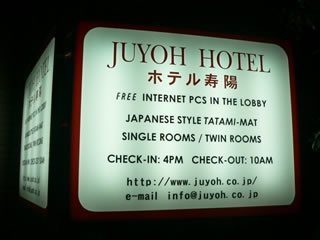 JUYOH HOTEL
ホテル寿陽
FREE INTERNET PCS IN THE LOBBY
JAPANESE STYLE TATAMI-MAT
SINGLE ROOMS / TWIN ROOMS
CHECK-IN: 4PM CHECK-OUT: 10AM
http://www.juyoh.co.jp/
e-mail info@juyoh.co.jp